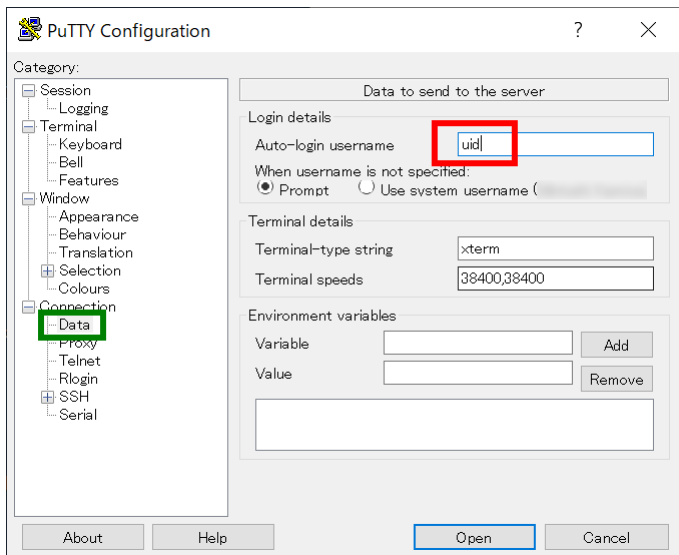 PuTTY Configuration
Category:
Session
Logging
Terminal
Keyboard
Bell
Features
Window
Appearance
Behaviour
Translation
Selection
Colours
Connection
Data
Proxy
Telnet
Rlogin
SSH
Serial
Data to send to the server
Login details
Auto-login username uid
When username is not specified:
Prompt Use system username (
Terminal details
Terminal-type string xterm
Terminal speeds 38400,38400
Environment variables
Variable Add
Value Remove
About Help Open Cancel